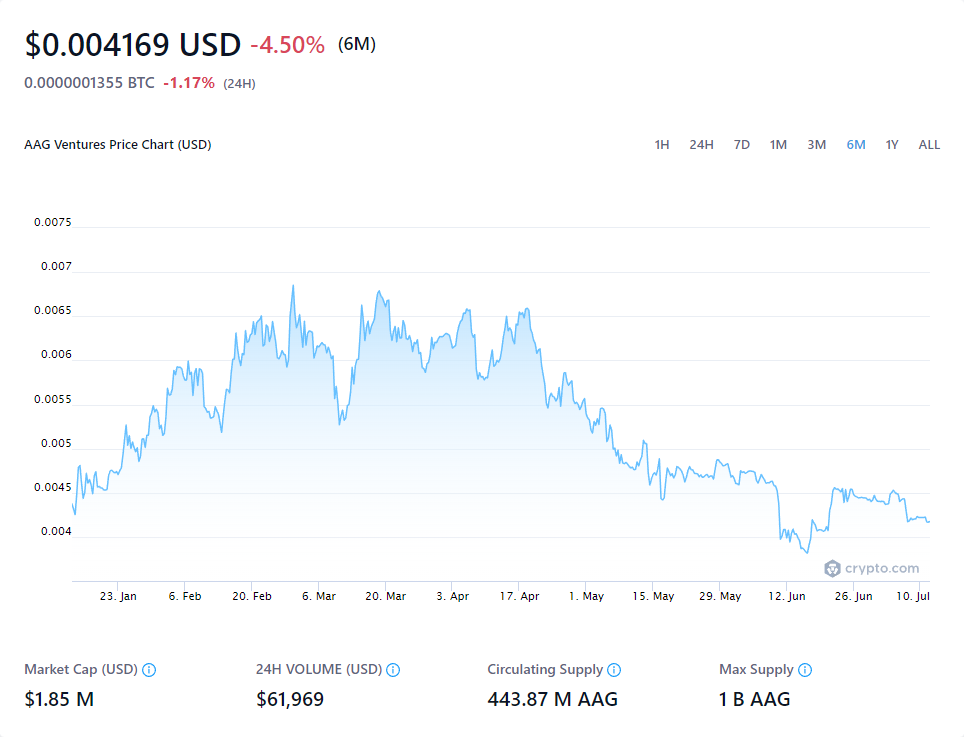 $0.004169 USD -4.50% (6M)
0.0000001355 BTC -1.17% (24H)
AAG Ventures Price Chart (USD)
1H 24H 7D 1M 3M 6M 1Y ALL
0.0075
0.007
0.0065
0.006
0.0055
0.005
0.0045
0.004
crypto.com
23. Jan 6. Feb 20. Feb 6. Mar 20. Mar 3. Apr 17. Apr 1. May 15. May 29. May 12. Jun 26. Jun 10. Jul
Market Cap (USD) 24H VOLUME (USD) Circulating Supply Max Supply
$1.85 M $61,969 443.87 M AAG 1 B AAG